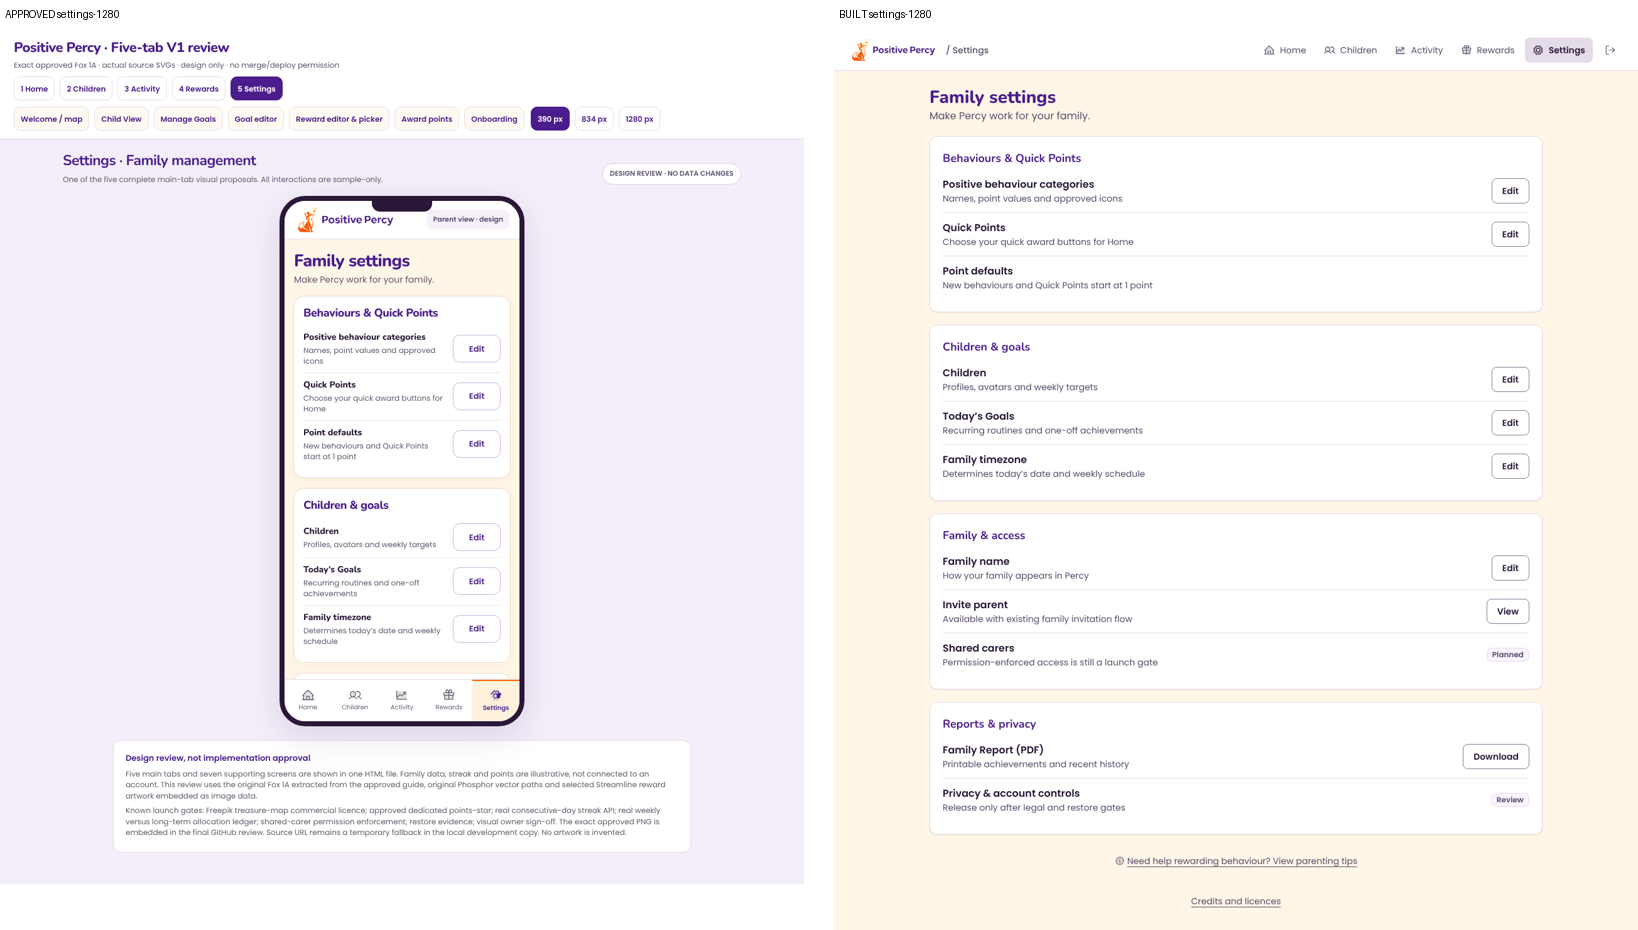 APPROVED settings-1280
Positive Percy · Five-tab V1 review
Exact approved Fox 1A · actual source SVGs · design only · no merge/deploy permission
1 Home
2 Children
3 Activity
4 Rewards
5 Settings
Welcome / map
Child View
Manage Goals
Goal editor
Reward editor & picker
Award points
Onboarding
390 px
834 px
1280 px
Settings · Family management
One of the five complete main-tab visual proposals. All interactions are sample-only.
DESIGN REVIEW · NO DATA CHANGES
Positive Percy
Parent view · design
Family settings
Make Percy work for your family.
Behaviours & Quick Points
Positive behaviour categories
Names, point values and approved
icons
Edit
Quick Points
Choose your quick award buttons for
Home
Edit
Point defaults
New behaviours and Quick Points
start at 1 point
Edit
Children & goals
Children
Profiles, avatars and weekly targets
Edit
Today's Goals
Recurring routines and one-off
achievements
Edit
Family timezone
Determines today's date and weekly
schedule
Edit
Home
Children
Activity
Rewards
Settings
Design review, not implementation approval
Five main tabs and seven supporting screens are shown in one HTML file. Family data, streak and points are illustrative, not connected to an
account. This review uses the original Fox 1A extracted from the approved guide, original Phosphor vector paths and selected Streamline reward
artwork embedded as image data.
Known launch gates: Freepik treasure-map commercial licence; approved dedicated points-star; real consecutive-day streak API; real weekly
versus long-term allocation ledger; shared-carer permission enforcement; restore evidence; visual owner sign-off. The exact approved PNG is
embedded in the final GitHub review. Source URL remains a temporary fallback in the local development copy. No artwork is invented.
BUILT settings-1280
Positive Percy / Settings
Home
Children
Activity
Rewards
Settings
Family settings
Make Percy work for your family.
Behaviours & Quick Points
Positive behaviour categories
Names, point values and approved icons
Edit
Quick Points
Choose your quick award buttons for Home
Edit
Point defaults
New behaviours and Quick Points start at 1 point
Children & goals
Children
Profiles, avatars and weekly targets
Edit
Today's Goals
Recurring routines and one-off achievements
Edit
Family timezone
Determines today's date and weekly schedule
Edit
Family & access
Family name
How your family appears in Percy
Edit
Invite parent
Available with existing family invitation flow
View
Shared carers
Permission-enforced access is still a launch gate
Planned
Reports & privacy
Family Report (PDF)
Printable achievements and recent history
Download
Privacy & account controls
Release only after legal and restore gates
Review
Need help rewarding behaviour? View parenting tips
Credits and licences